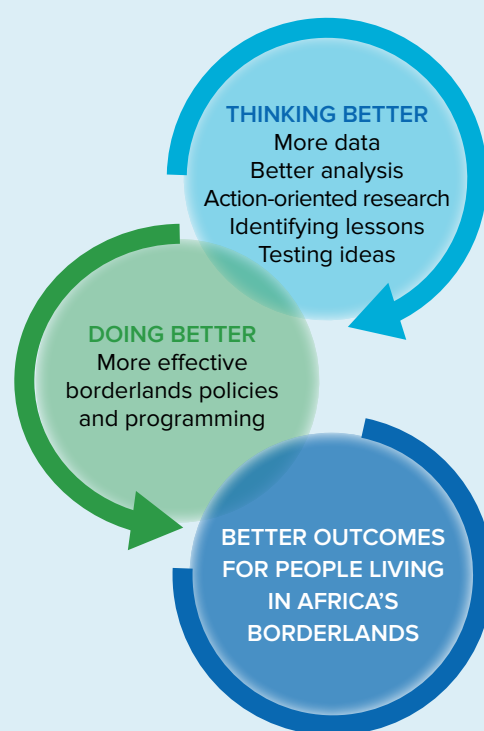 THINKING BETTER
More data
Better analysis
Action-oriented research
Identifying lessons
Testing ideas
DOING BETTER
More effective
borderlands policies
and programming
BETTER OUTCOMES
FOR PEOPLE LIVING
IN AFRICA’S
BORDERLANDS